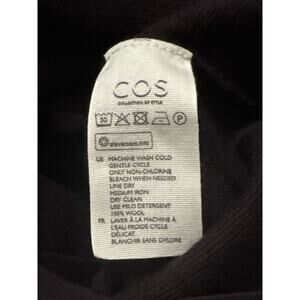 COS
COLLECTION OF STYLE
30 P
clevercare.info
US MACHINE WASH COLD
GENTLE CYCLE
ONLY NON-CHLORINE
BLEACH WHEN NEEDED
LINE DRY
MEDIUM IRON
DRY CLEAN
USE MILD DETERGENT
100% WOOL
FR LAVER À LA MACHINE À
L'EAU FROIDE CYCLE
DÉLICAT.
BLANCHIR SANS CHLORE